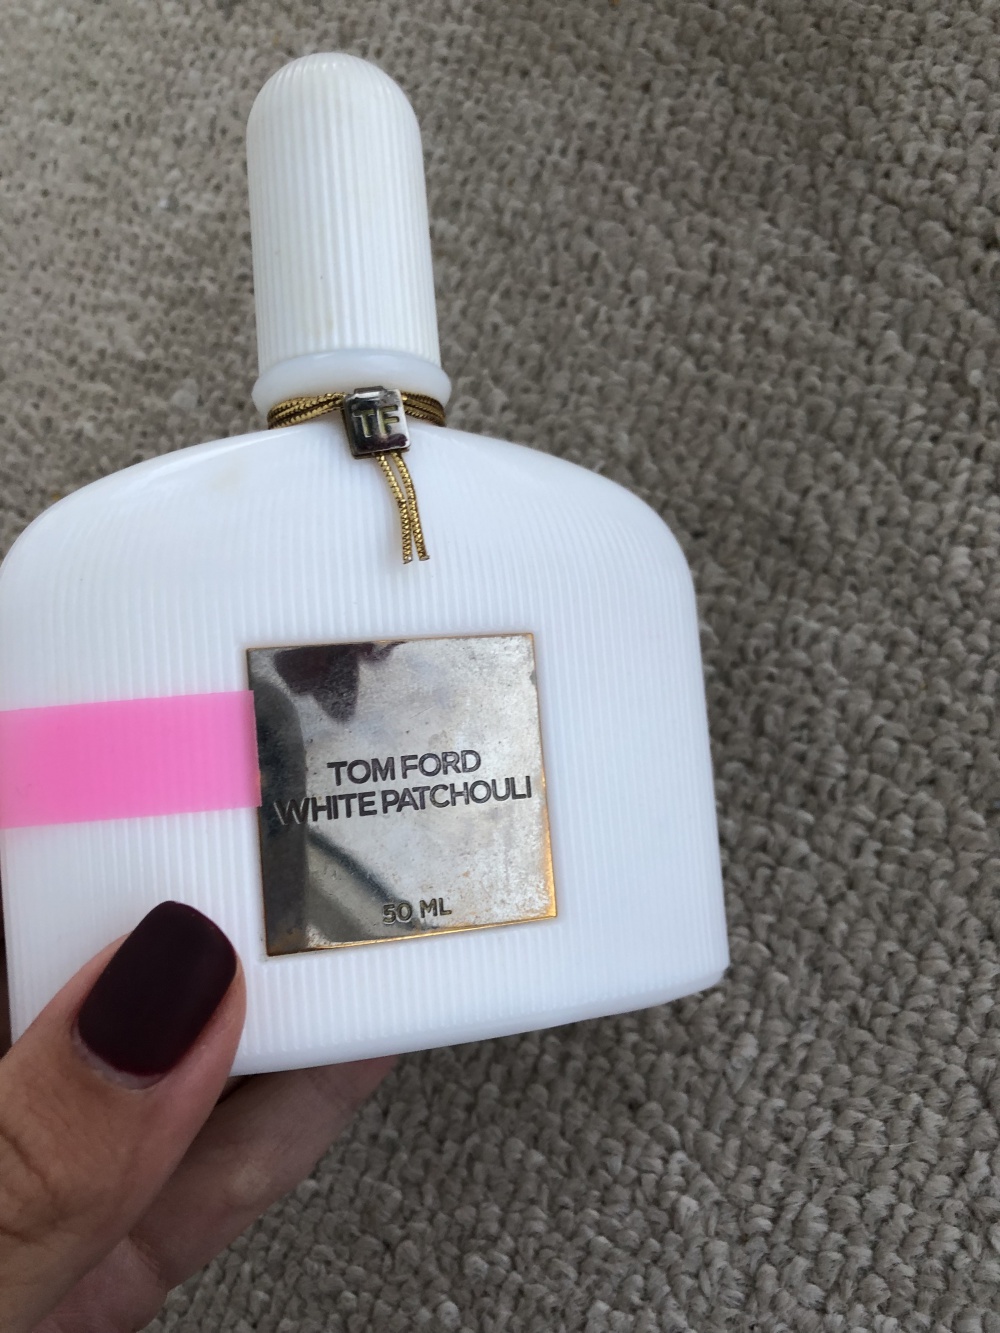 TF
TOM FORD
WHITE PATCHOULI
50 ML